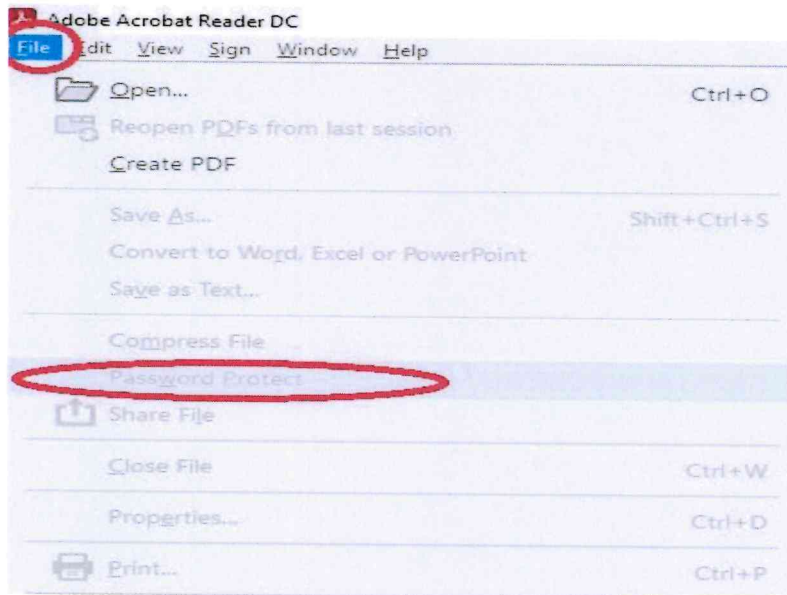 Adobe Acrobat Reader DC
File Edit View Sign Window Help
Open... Ctrl+O
Reopen PDFs from last session
Create PDF
Save As... Shift+Ctrl+S
Convert to Word, Excel or PowerPoint
Save as Text...
Compress File
Password Protect
Share File
Close File Ctrl+W
Properties... Ctrl+D
Print... Ctrl+P